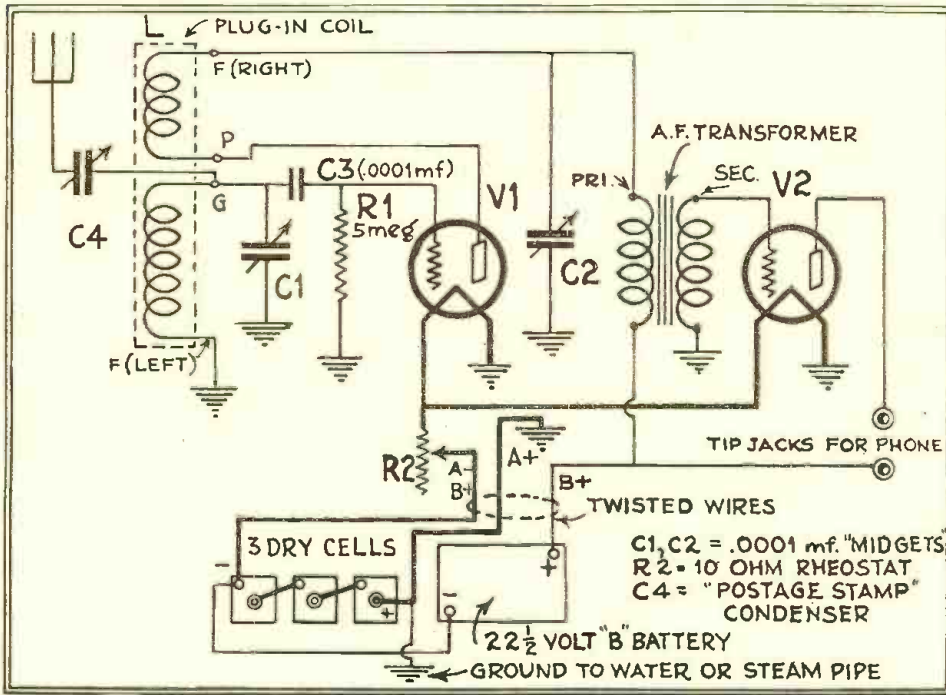 L
PLUG-IN COIL
F (RIGHT)
A.F. TRANSFORMER
P
C3 (.0001mf)
V1
PRI.
SEC.
V2
G
R1
5meg
C4
C1
C2
F (LEFT)
R2
A-
B+
A+
B+
TIP JACKS FOR PHONE
TWISTED WIRES
3 DRY CELLS
-
+
+
-
C1, C2 = .0001 mf. "MIDGETS"
R2 = 10 OHM RHEOSTAT
C4 = "POSTAGE STAMP"
CONDENSER
22½ VOLT "B" BATTERY
GROUND TO WATER OR STEAM PIPE